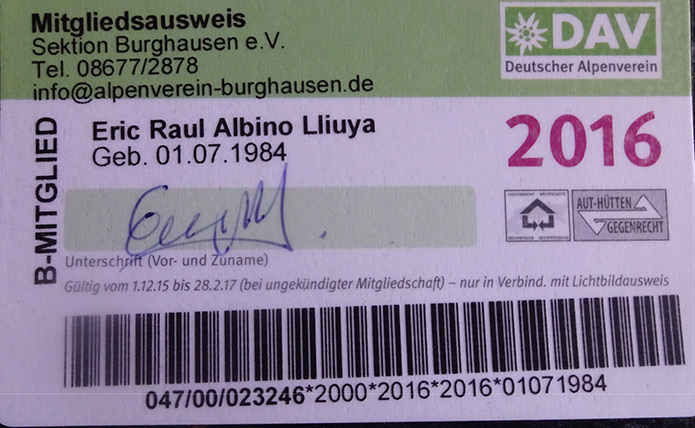 Mitgliedsausweis
Sektion Burghausen e.V.
Tel. 08677/2878
info@alpenverein-burghausen.de
DAV
Deutscher Alpenverein
B-MITGLIED
Eric Raul Albino Lliuya
Geb. 01.07.1984
2016
AUT-HÜTTEN
GEGENRECHT
Unterschrift (Vor- und Zuname)
Gültig vom 1.12.15 bis 28.2.17 (bei ungekündigter Mitgliedschaft) – nur in Verbind. mit Lichtbildausweis
047/00/023246*2000*2016*2016*01071984